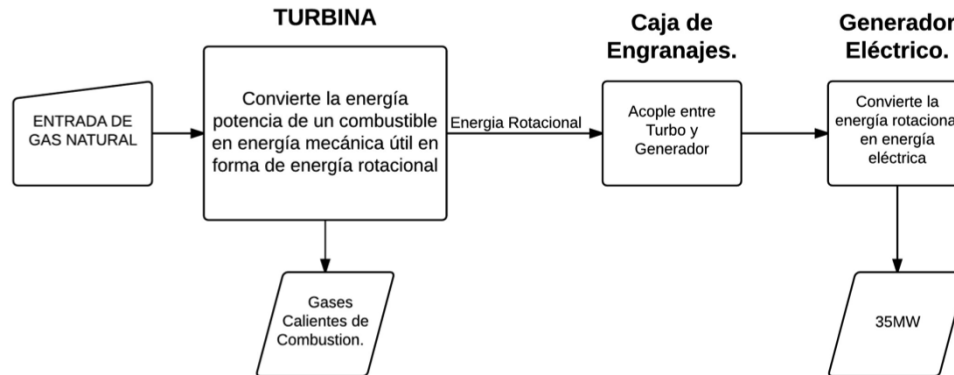 TURBINA
Caja de
Engranajes.
Generador
Eléctrico.
ENTRADA DE
GAS NATURAL
Convierte la energía
potencia de un combustible
en energía mecánica útil en
forma de energía rotacional
Energia Rotacional
Acople entre
Turbo y
Generador
Convierte la
energía rotaciona
en energía
eléctrica
Gases
Calientes de
Combustion.
35MW